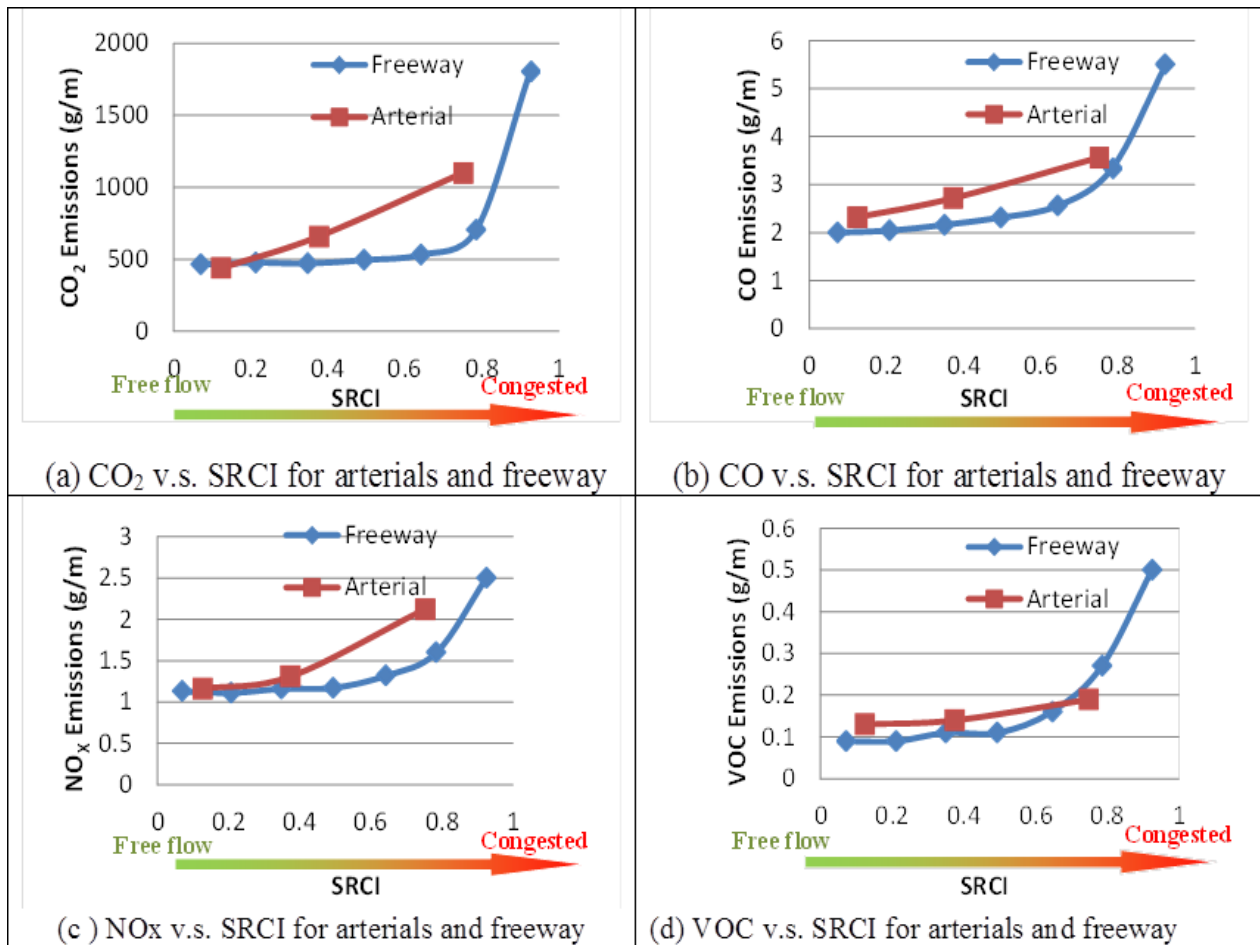 2000
1500
1000
500
0
CO2 Emissions (g/m)
Freeway
Arterial
0 0.2 0.4 0.6 0.8 1
Free flow
SRCI
Congested
(a) CO2 v.s. SRCI for arterials and freeway
6
5
4
3
2
1
0
CO Emissions (g/m)
Freeway
Arterial
0 0.2 0.4 0.6 0.8 1
Free flow
SRCI
Congested
(b) CO v.s. SRCI for arterials and freeway
3
2.5
2
1.5
1
0.5
0
NOx Emissions (g/m)
Freeway
Arterial
0 0.2 0.4 0.6 0.8 1
Free flow
Congested
SRCI
(c ) NOx v.s. SRCI for arterials and freeway
0.6
0.5
0.4
0.3
0.2
0.1
0
VOC Emissions (g/m)
Freeway
Arterial
0 0.2 0.4 0.6 0.8 1
Free flow
Congested
SRCI
(d) VOC v.s. SRCI for arterials and freeway